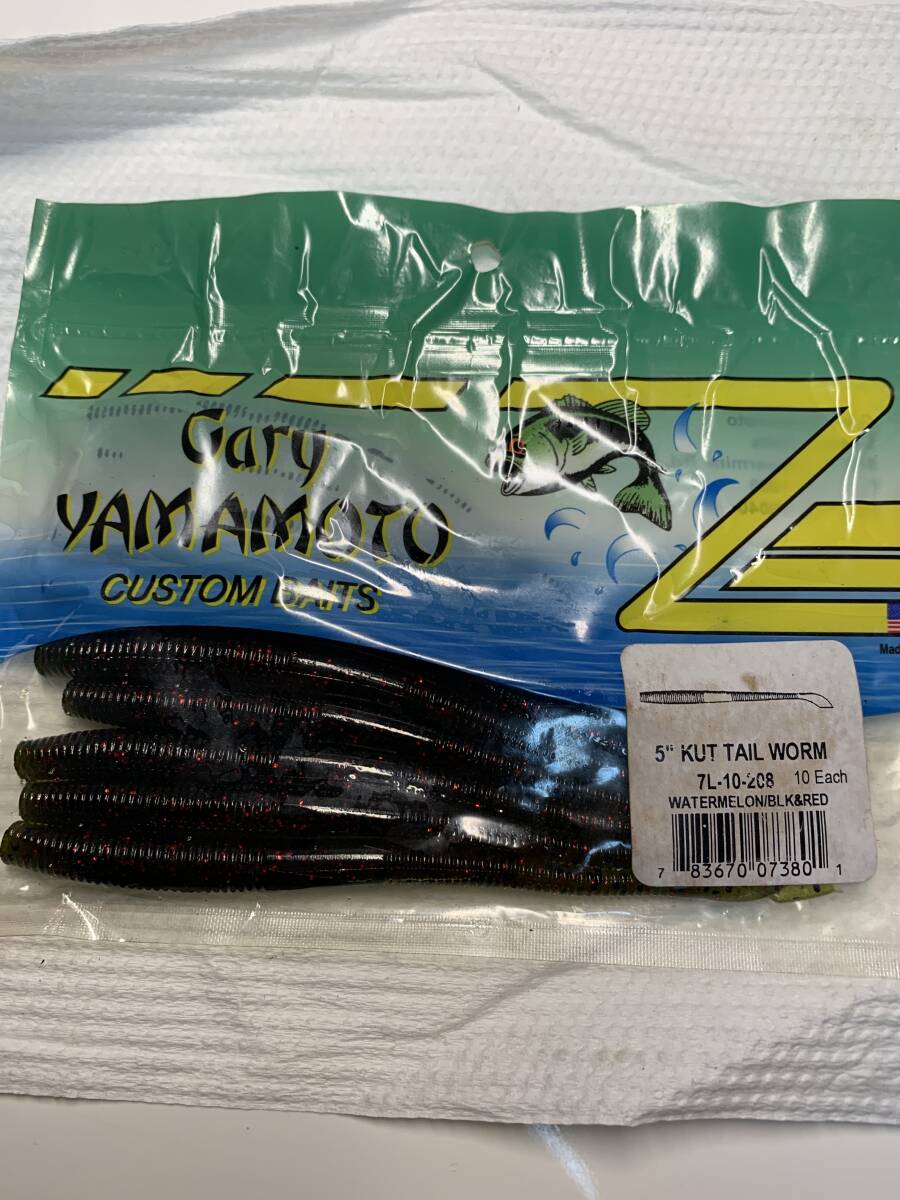 Gary
YAMAMOTO
CUSTOM BAITS
Mad
5" KUT TAIL WORM
7L-10-208 10 Each
WATERMELON/BLK&RED
7 83670 07380 1